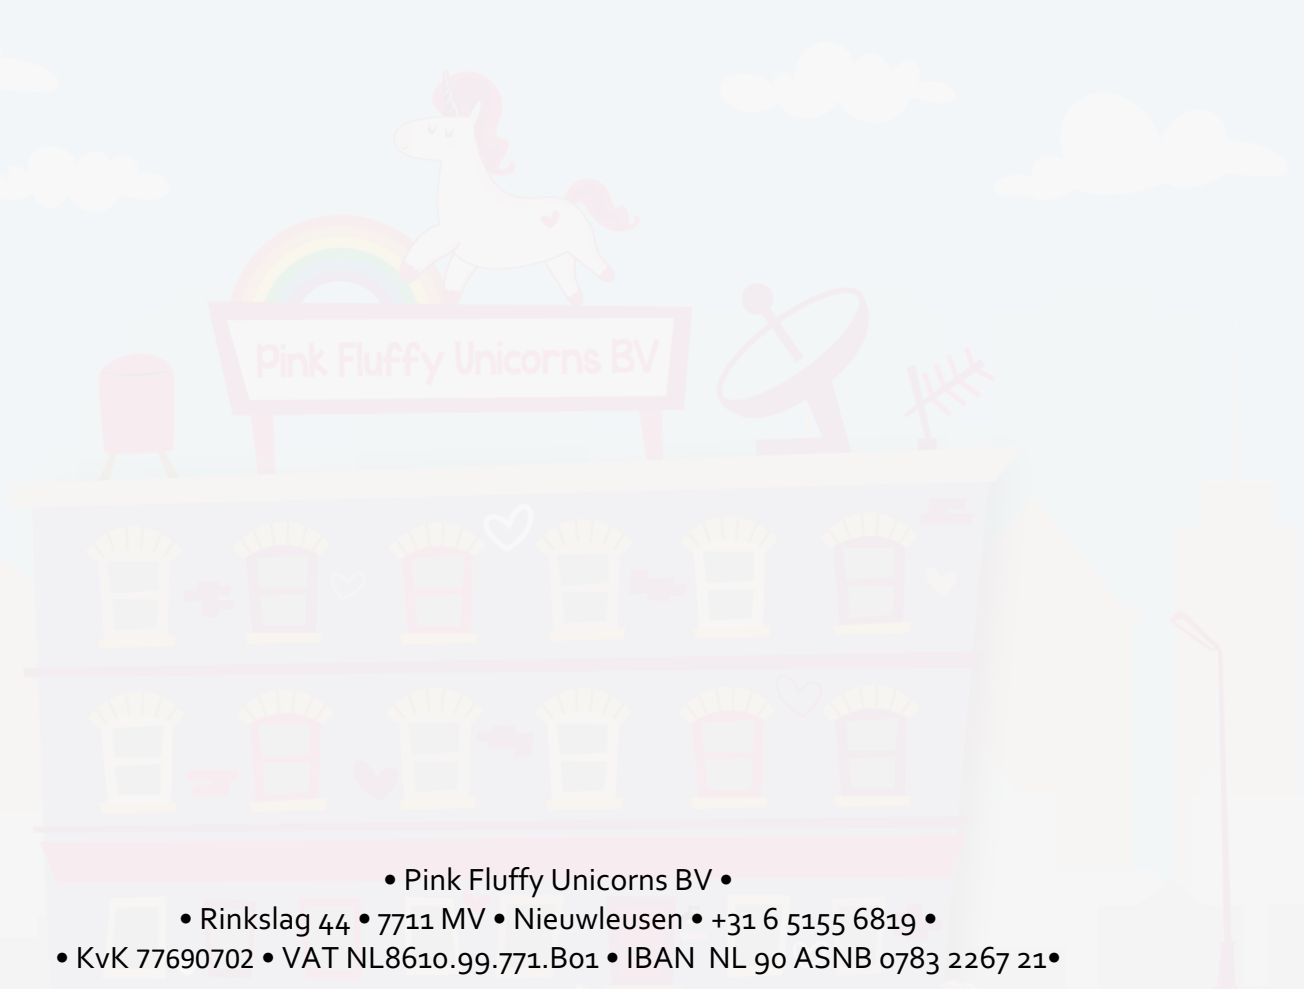 Pink Fluffy Unicorns BV
• Pink Fluffy Unicorns BV •
• Rinkslag 44 • 7711 MV • Nieuwleusen • +31 6 5155 6819 •
• KvK 77690702 • VAT NL8610.99.771.B01 • IBAN  NL 90 ASNB 0783 2267 21•